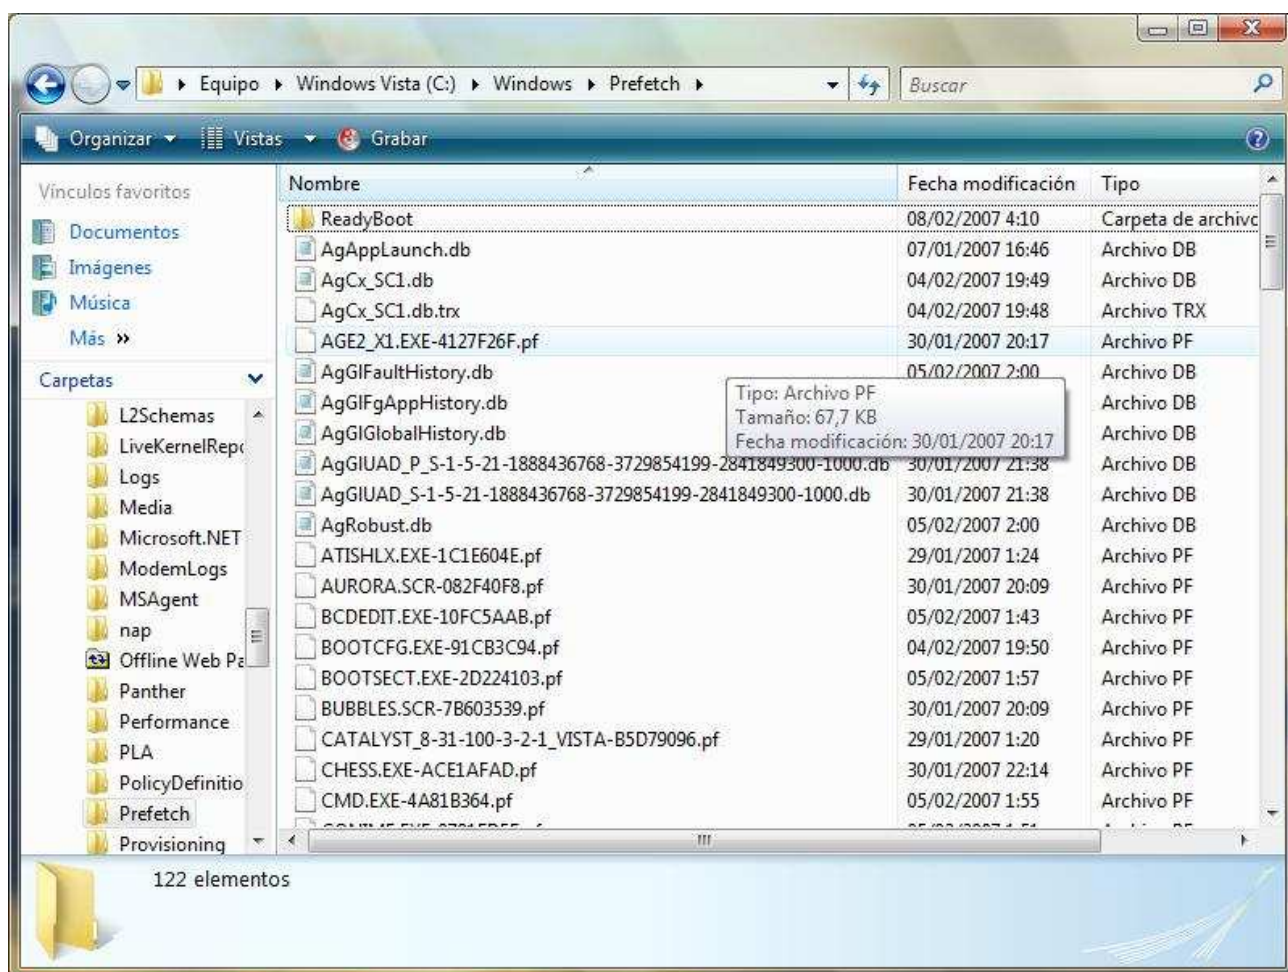 Equipo Windows Vista (C:) Windows Prefetch Buscar
Organizar Vistas Grabar
Vínculos favoritos
Documentos
Imágenes
Música
Más »
Carpetas
L2Schemas
LiveKernelRepo
Logs
Media
Microsoft.NET
ModemLogs
MSAgent
nap
Offline Web Pa
Panther
Performance
PLA
PolicyDefinitio
Prefetch
Provisioning
Nombre Fecha modificación Tipo
ReadyBoot 08/02/2007 4:10 Carpeta de archivo
AgAppLaunch.db 07/01/2007 16:46 Archivo DB
AgCx_SC1.db 04/02/2007 19:49 Archivo DB
AgCx_SC1.db.trx 04/02/2007 19:48 Archivo TRX
AGE2_X1.EXE-4127F26F.pf 30/01/2007 20:17 Archivo PF
AgGlFaultHistory.db 05/02/2007 2:00 Archivo DB
AgGlFgAppHistory.db Archivo DB
AgGlGlobalHistory.db Archivo DB
Tipo: Archivo PF
Tamaño: 67,7 KB
Fecha modificación: 30/01/2007 20:17
AgGlUAD_P_S-1-5-21-1888436768-3729854199-2841849300-1000.db 30/01/2007 21:38 Archivo DB
AgGlUAD_S-1-5-21-1888436768-3729854199-2841849300-1000.db 30/01/2007 21:38 Archivo DB
AgRobust.db 05/02/2007 2:00 Archivo DB
ATISHLX.EXE-1C1E604E.pf 29/01/2007 1:24 Archivo PF
AURORA.SCR-082F40F8.pf 30/01/2007 20:09 Archivo PF
BCDEDIT.EXE-10FC5AAB.pf 05/02/2007 1:43 Archivo PF
BOOTCFG.EXE-91CB3C94.pf 04/02/2007 19:50 Archivo PF
BOOTSECT.EXE-2D224103.pf 05/02/2007 1:57 Archivo PF
BUBBLES.SCR-7B603539.pf 30/01/2007 20:09 Archivo PF
CATALYST_8-31-100-3-2-1_VISTA-B5D79096.pf 29/01/2007 1:20 Archivo PF
CHESS.EXE-ACE1AFAD.pf 30/01/2007 22:14 Archivo PF
CMD.EXE-4A81B364.pf 05/02/2007 1:55 Archivo PF
122 elementos